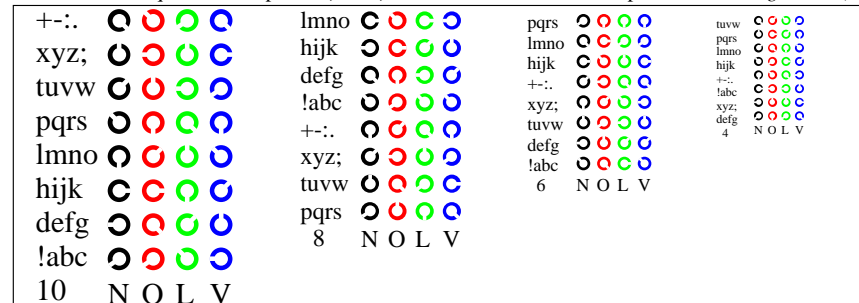 +-:.
xyz;
tuvw
pqrs
lmno
hijk
defg
!abc
10 N O L V
lmno
hijk
defg
!abc
+-:.
xyz;
tuvw
pqrs
8 N O L V
pqrs
lmno
hijk
+-:.
xyz;
tuvw
defg
!abc
6 N O L V
tuvw
pqrs
lmno
hijk
+-:.
!abc
xyz;
defg
4 N O L V